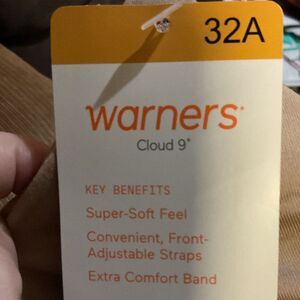 32A
warners®
Cloud 9®
KEY BENEFITS
Super-Soft Feel
Convenient, Front-
Adjustable Straps
Extra Comfort Band